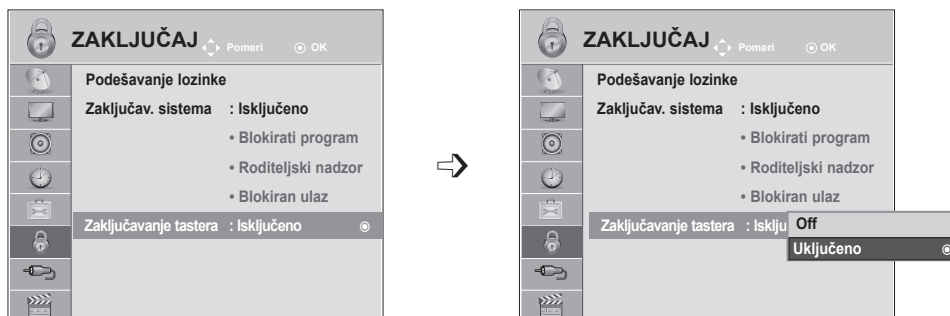 ZAKLJUČAJ Pomeri OK
Podešavanje lozinke
Zaključav. sistema : Isključeno
• Blokirati program
• Roditeljski nadzor
• Blokiran ulaz
Zaključavanje tastera : Isključeno
ZAKLJUČAJ Pomeri OK
Podešavanje lozinke
Zaključav. sistema : Isključeno
• Blokirati program
• Roditeljski nadzor
• Blokiran ulaz
Zaključavanje tastera : Isklju
Off
Uključeno